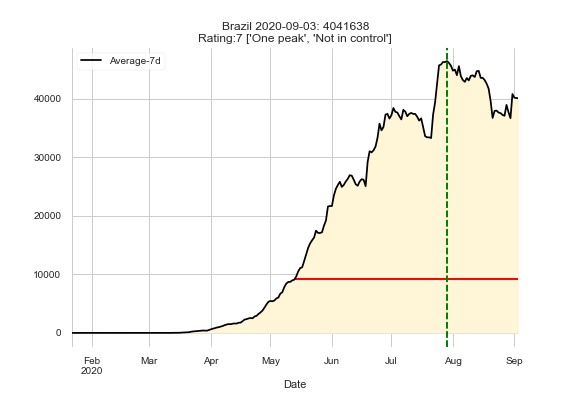 Brazil 2020-09-03: 4041638
Rating:7 ['One peak', 'Not in control']
Average-7d
40000
30000
20000
10000
0
Feb Mar Apr May Jun Jul Aug Sep
2020
Date